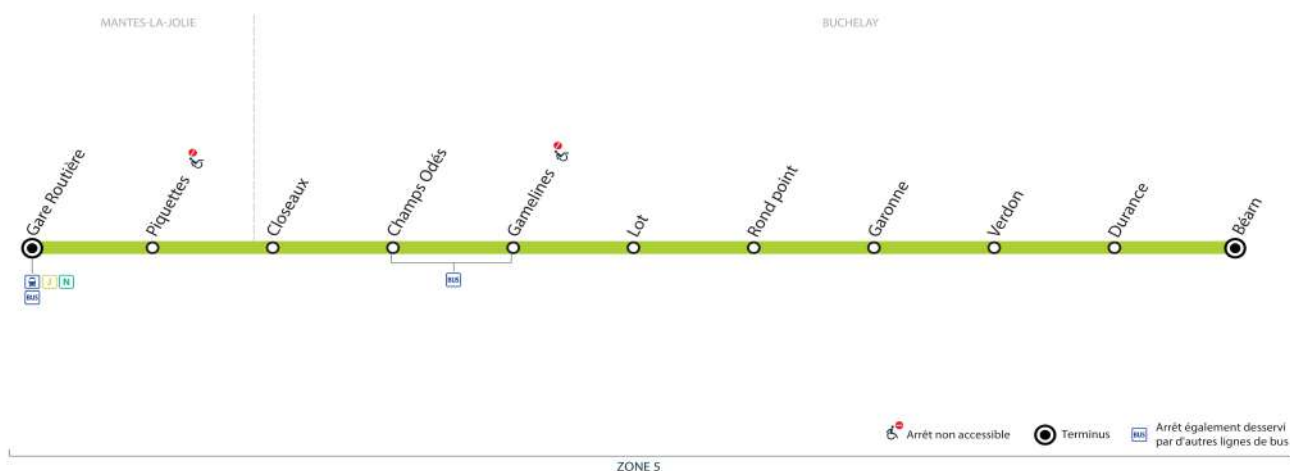 MANTES-LA-JOLIE
BUCHELAY
Gare Routière
Piquettes
Closeaux
Champs Odés
Gamelines
Lot
Rond point
Garonne
Verdon
Durance
Béarn
J N
BUS
BUS
Arrêt non accessible
Terminus
BUS
Arrêt également desservi
par d'autres lignes de bus
ZONE 5